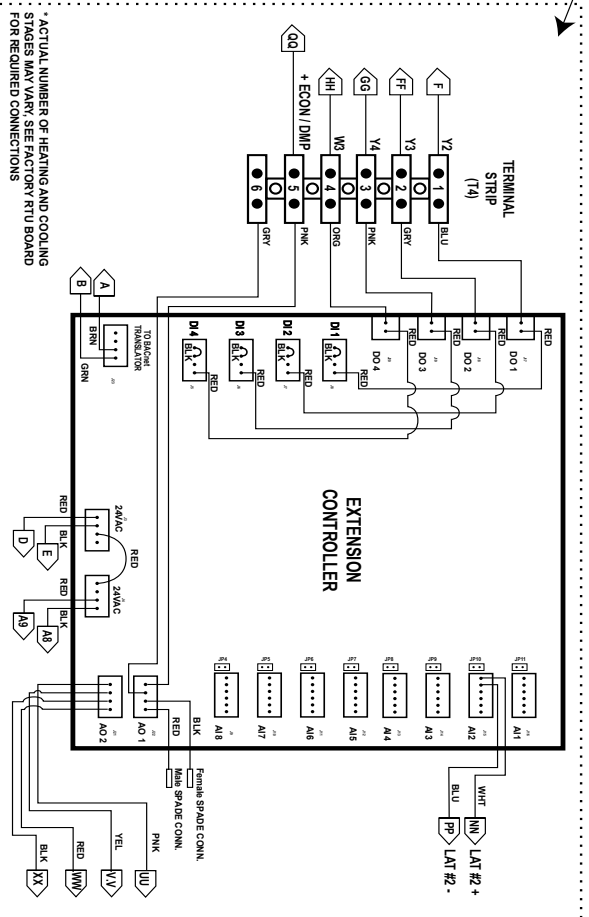 * ACTUAL NUMBER OF HEATING AND COOLING
STAGES MAY VARY, SEE FACTORY RTU BOARD
FOR REQUIRED CONNECTIONS
TERMINAL
STRIP
(T4)
F
FF
GG
HH
QQ
Y2
Y3
Y4
W3
+ ECON / DMP
1
2
3
4
5
6
BLU
GRY
PNK
ORG
PNK
GRY
RED
RED
RED
RED
DO 1
DO 2
DO 3
DO 4
DI1
DI2
DI3
DI4
BLK
BLK
BLK
BLK
RED
RED
RED
RED
TO BACnet
TRANSLATOR
BRN
GRN
A
B
EXTENSION
CONTROLLER
24VAC
24VAC
RED
RED
BLK
RED
BLK
D
E
A9
A8
JP11
JP10
JP9
JP8
JP7
JP6
JP5
JP4
AI1
AI2
AI3
AI4
AI5
AI6
AI7
AI8
AO 1
AO 2
WHT
BLU
NN
PP
LAT #2 +
LAT #2 -
BLK
RED
Female SPADE CONN.
Male SPADE CONN.
PNK
YEL
RED
BLK
UU
V.V
WW
XX